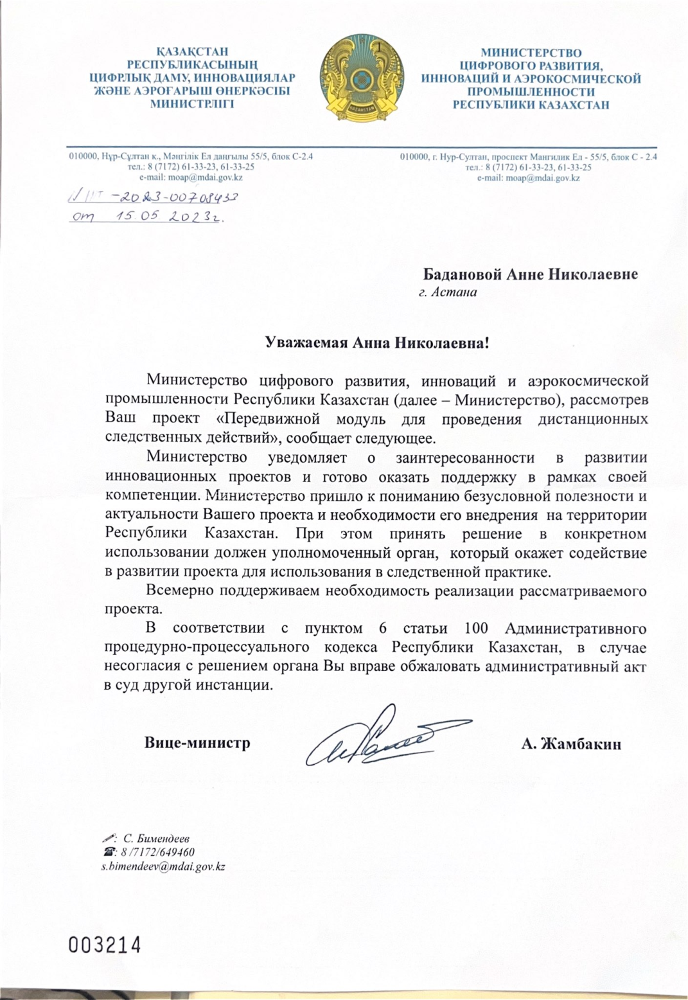 ҚАЗАҚСТАН
РЕСПУБЛИКАСЫНЫҢ
ЦИФРЛЫҚ ДАМУ, ИННОВАЦИЯЛАР
ЖӘНЕ АЭРОҒАРЫШ ӨНЕРКӘСІБІ
МИНИСТРЛІГІ
1
KAZAKSTAN
МИНИСТЕРСТВО
ЦИФРОВОГО РАЗВИТИЯ,
ИННОВАЦИЙ И АЭРОКОСМИЧЕСКОЙ
ПРОМЫШЛЕННОСТИ
РЕСПУБЛИКИ КАЗАХСТАН
010000, Нұр-Сұлтан қ., Мәңгілік Ел даңғылы 55/5, блок С-2.4
тел.: 8 (7172) 61-33-23, 61-33-25
e-mail: moap@mdai.gov.kz
010000, г. Нур-Султан, проспект Мангилик Ел - 55/5, блок С - 2.4
тел.: 8 (7172) 61-33-23, 61-33-25
e-mail: moap@mdai.gov.kz
-2023-00708433
от 15.05 2023г.
Бадановой Анне Николаевне
г. Астана
Уважаемая Анна Николаевна!
Министерство цифрового развития, инноваций и аэрокосмической
промышленности Республики Казахстан (далее – Министерство), рассмотрев
Ваш проект «Передвижной модуль для проведения дистанционных
следственных действий», сообщает следующее.
Министерство уведомляет о заинтересованности в развитии
инновационных проектов и готово оказать поддержку в рамках своей
компетенции. Министерство пришло к пониманию безусловной полезности и
актуальности Вашего проекта и необходимости его внедрения на территории
Республики Казахстан. При этом принять решение в конкретном
использовании должен уполномоченный орган, который окажет содействие
в развитии проекта для использования в следственной практике.
Всемерно поддерживаем необходимость реализации рассматриваемого
проекта.
В соответствии с пунктом 6 статьи 100 Административного
процедурно-процессуального кодекса Республики Казахстан, в случае
несогласия с решением органа Вы вправе обжаловать административный акт
в суд другой инстанции.
Вице-министр А. Жамбакин
: С. Бимендеев
: 8 /7172/649460
s.bimendeev@mdai.gov.kz
003214